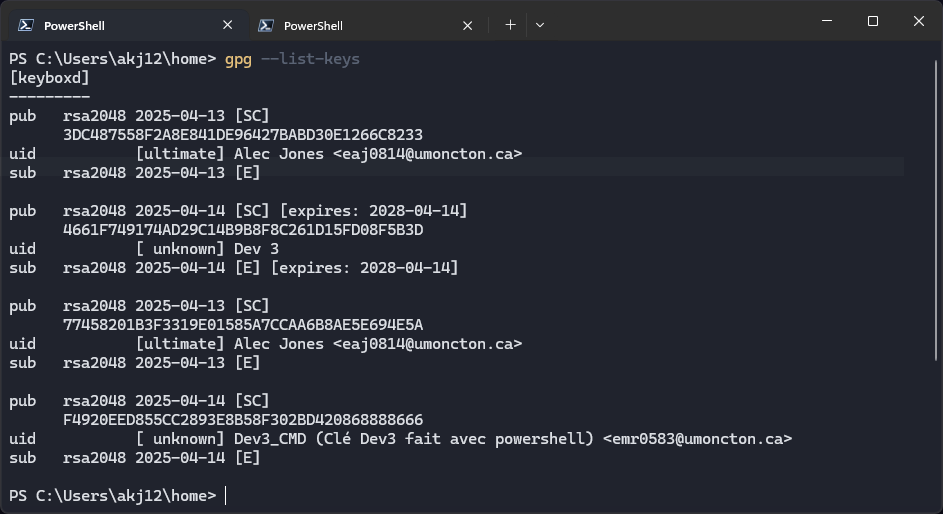 PowerShell
PowerShell
PS C:\Users\akj12\home> gpg --list-keys
[keyboxd]
---------
pub   rsa2048 2025-04-13 [SC]
      3DC487558F2A8E841DE96427BABD30E1266C8233
uid           [ultimate] Alec Jones <eaj0814@umoncton.ca>
sub   rsa2048 2025-04-13 [E]
pub   rsa2048 2025-04-14 [SC] [expires: 2028-04-14]
      4661F749174AD29C14B9B8F8C261D15FD08F5B3D
uid           [ unknown] Dev 3
sub   rsa2048 2025-04-14 [E] [expires: 2028-04-14]
pub   rsa2048 2025-04-13 [SC]
      77458201B3F3319E01585A7CCAA6B8AE5E694E5A
uid           [ultimate] Alec Jones <eaj0814@umoncton.ca>
sub   rsa2048 2025-04-13 [E]
pub   rsa2048 2025-04-14 [SC]
      F4920EED855CC2893E8B58F302BD420868888666
uid           [ unknown] Dev3_CMD (Clé Dev3 fait avec powershell) <emr0583@umoncton.ca>
sub   rsa2048 2025-04-14 [E]
PS C:\Users\akj12\home>